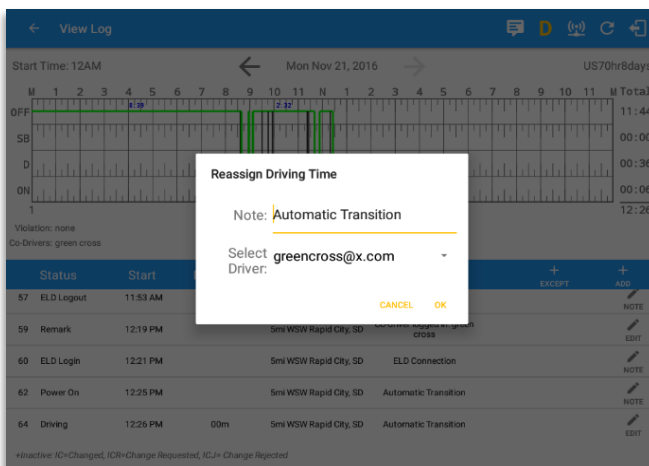 View Log
D
Start Time: 12AM
Mon Nov 21, 2016
US70hr8days
M 1 2 3 4 5 6 7 8 9 10 11 N 1 2 3 4 5 6 7 8 9 10 11 M Total
8:39
2:32
OFF 11:44
SB 00:00
D 00:36
ON 00:06
1 12:26
Violation: none
Co-Drivers: green cross
Reassign Driving Time
Note: Automatic Transition
Select Driver: greencross@x.com
CANCEL OK
Status Start
+ EXCEPT
+ ADD
57 ELD Logout 11:53 AM NOTE
59 Remark 12:19 PM 5mi WSW Rapid City, SD Co-driver logged in: green cross EDIT
60 ELD Login 12:21 PM 5mi WSW Rapid City, SD ELD Connection NOTE
62 Power On 12:25 PM 5mi WSW Rapid City, SD Automatic Transition NOTE
64 Driving 12:26 PM 00m 5mi WSW Rapid City, SD Automatic Transition EDIT
+Inactive: IC=Changed, ICR=Change Requested, ICJ= Change Rejected